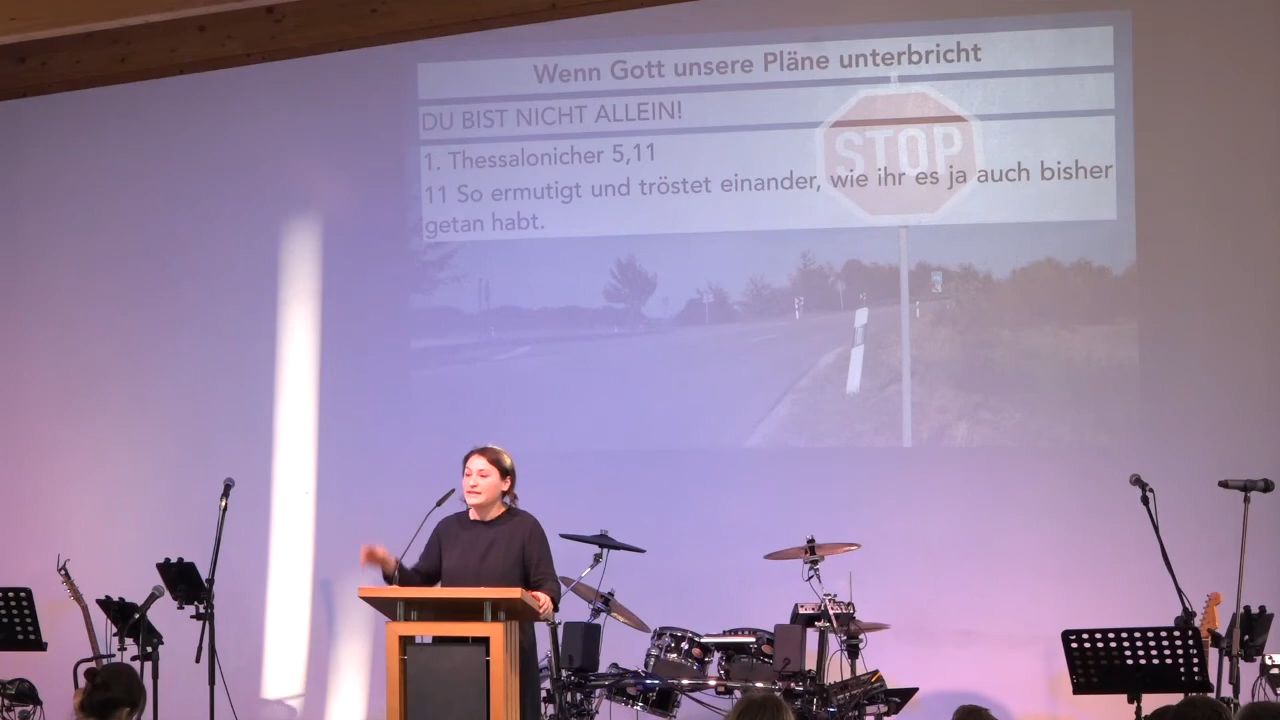 Wenn Gott unsere Pläne unterbricht
DU BIST NICHT ALLEIN!
STOP
1. Thessalonicher 5,11
11 So ermutigt und tröstet einander, wie ihr es ja auch bisher
getan habt.